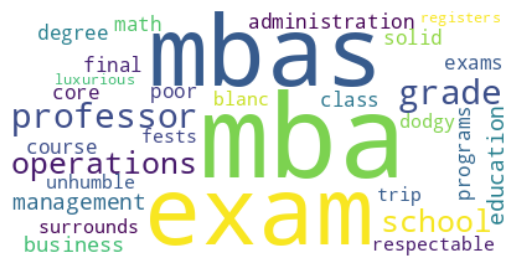 math
administration
registers
degree
mbas
solid
final
exams
luxurious
core
poor
blanc
class
grade
professor
mba
dodgy
fests
programs
education
course
operations
unhumble
trip
management
exam
school
surrounds
business
respectable